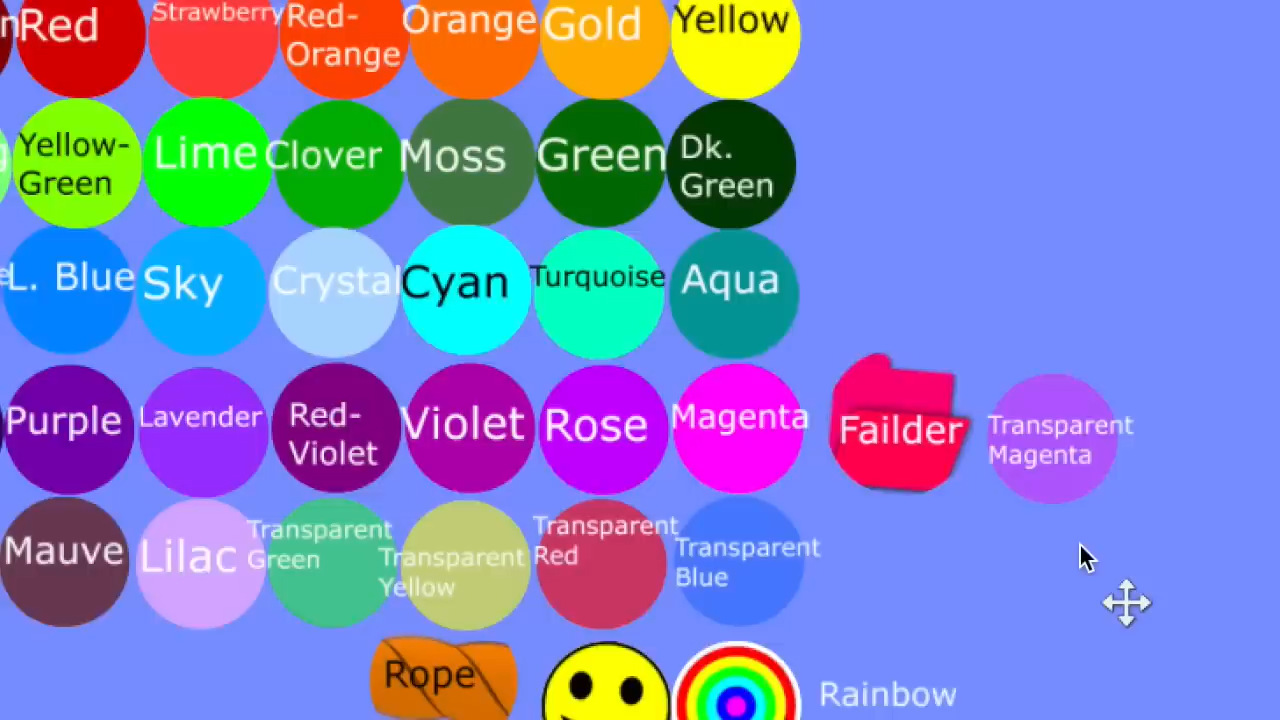 Red
Strawberry
Red-
Orange
Orange
Gold
Yellow
Yellow-
Green
Lime
Clover
Moss
Green
Dk.
Green
L. Blue
Sky
Crystal
Cyan
Turquoise
Aqua
Purple
Lavender
Red-
Violet
Violet
Rose
Magenta
Failder
Transparent
Magenta
Mauve
Lilac
Transparent
Green
Transparent
Yellow
Transparent
Red
Transparent
Blue
Rope
Rainbow